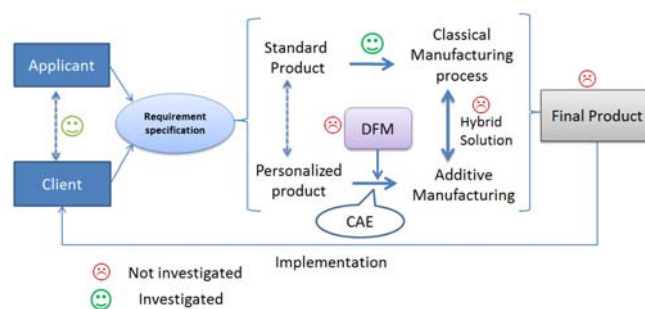 Applicant
Client
Requirement
specification
Standard
Product
Personalized
product
DFM
CAE
Classical
Manufacturing
process
Hybrid
Solution
Additive
Manufacturing
Final Product
Implementation
Not investigated
Investigated